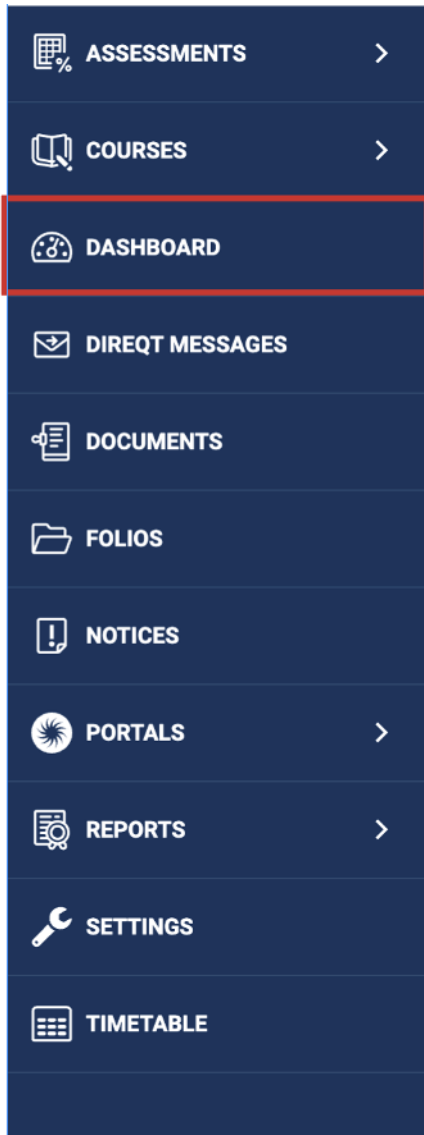 ASSESSMENTS
COURSES
DASHBOARD
DIREQT MESSAGES
DOCUMENTS
FOLIOS
NOTICES
PORTALS
REPORTS
SETTINGS
TIMETABLE